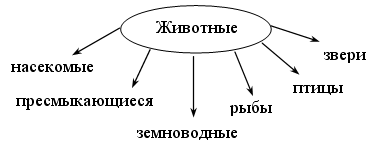 Животные
насекомые
пресмыкающиеся
земноводные
рыбы
птицы
звери